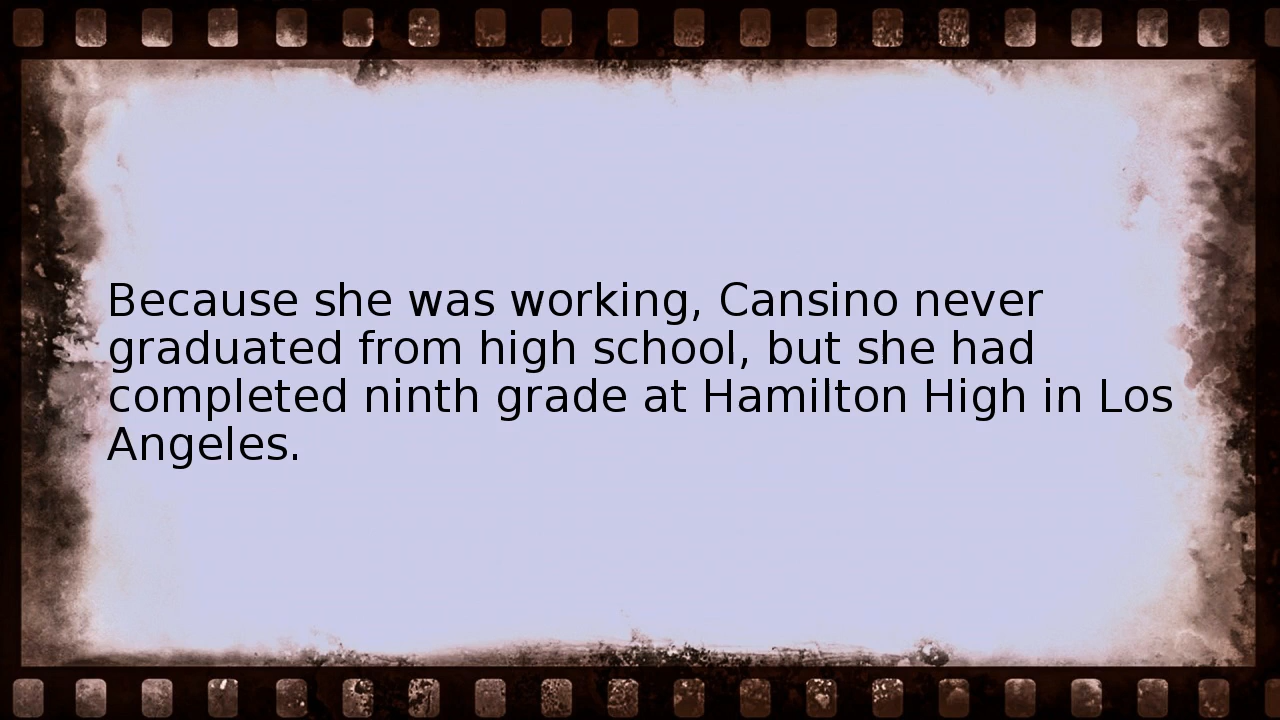 Because she was working, Cansino never
graduated from high school, but she had
completed ninth grade at Hamilton High in Los
Angeles.